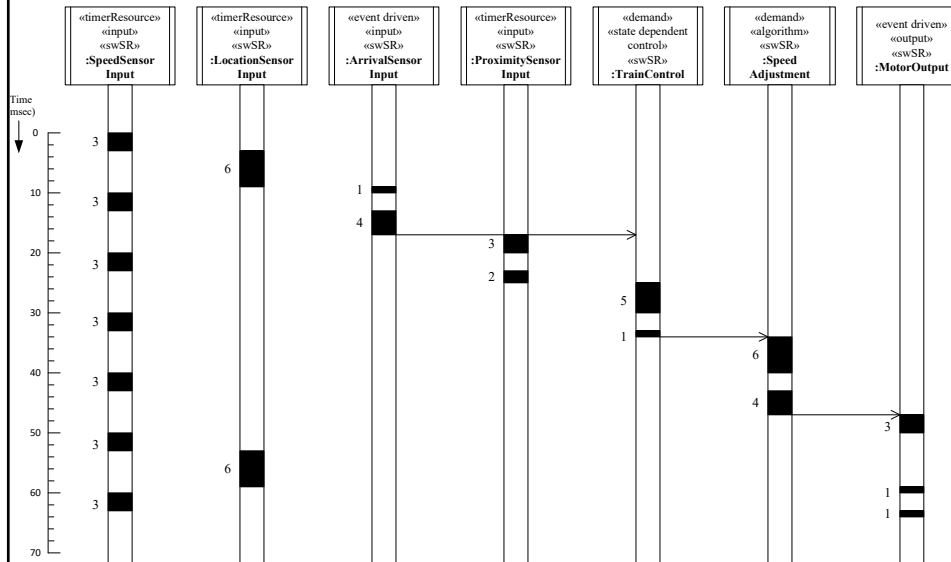 «timerResource»
«input»
«swSR»
:SpeedSensor
Input
«timerResource»
«input»
«swSR»
:LocationSensor
Input
«event driven»
«input»
«swSR»
:ArrivalSensor
Input
«timerResource»
«input»
«swSR»
:ProximitySensor
Input
«demand»
«state dependent
control»
«swSR»
:TrainControl
«demand»
«algorithm»
«swSR»
:Speed
Adjustment
«event driven»
«output»
«swSR»
:MotorOutput
Time
msec)
0
10
20
30
40
50
60
70
3
3
3
3
3
3
3
6
6
1
4
3
2
5
1
6
4
3
1
1